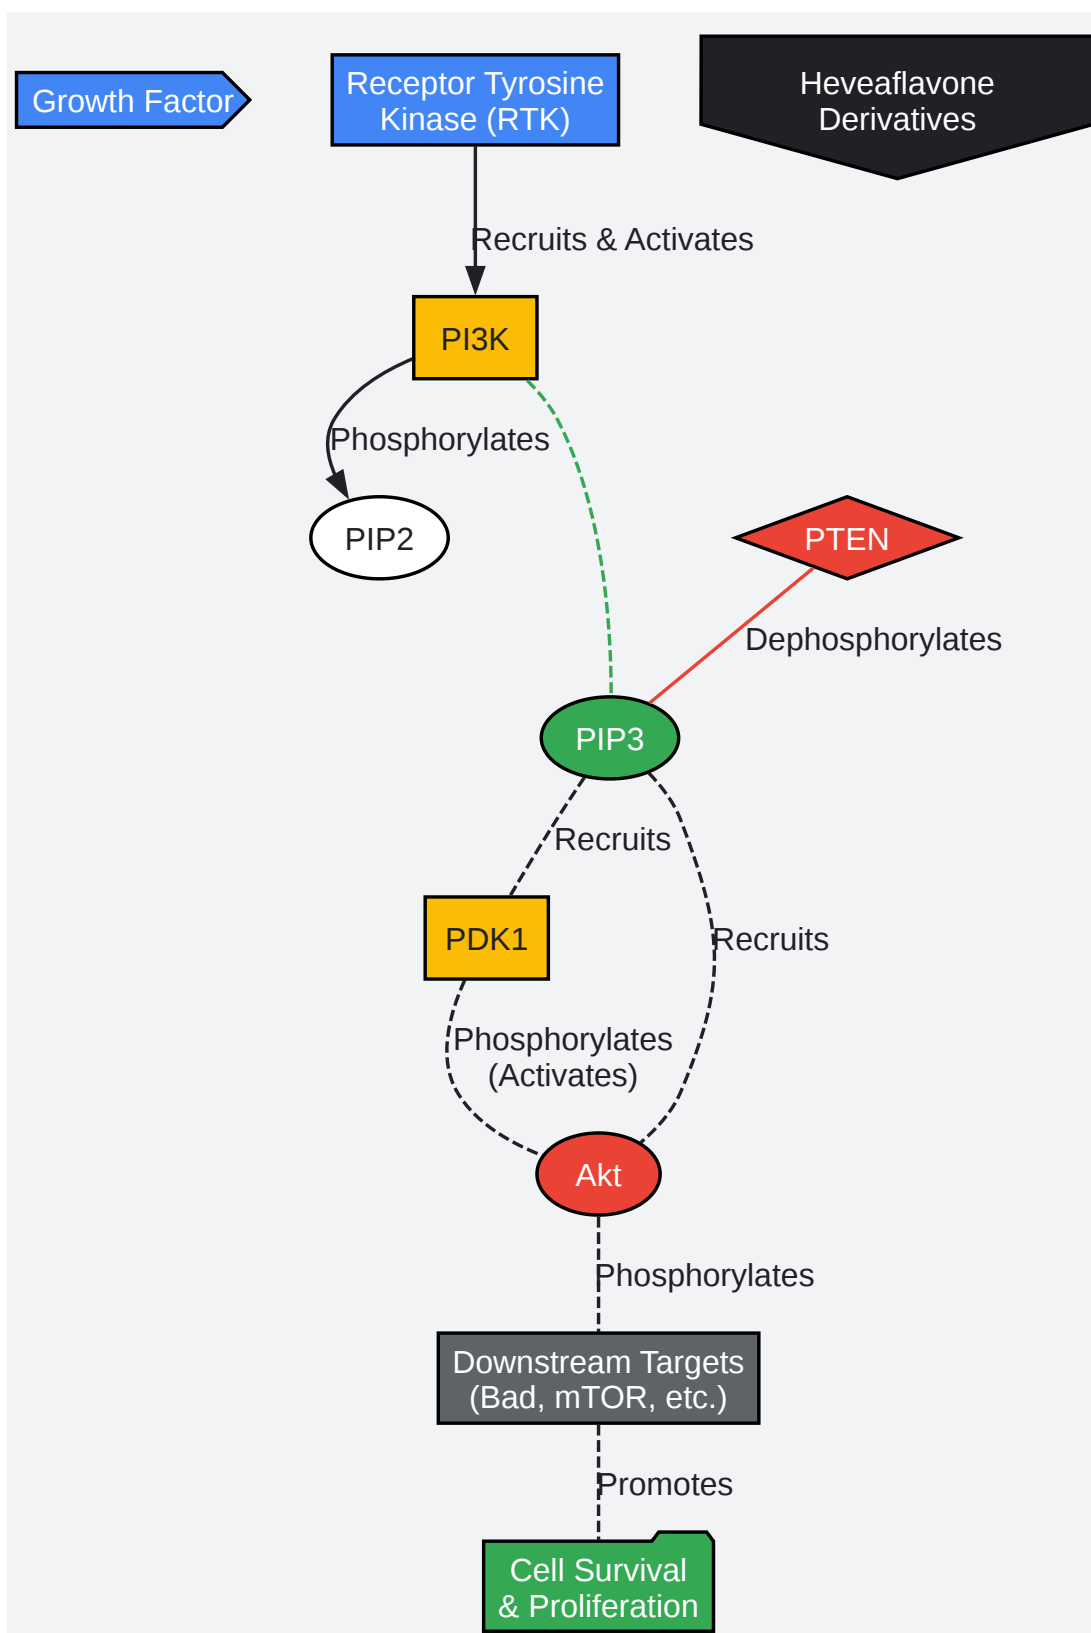 Growth Factor
Receptor Tyrosine
Kinase (RTK)
Heveaflavone
Derivatives
Recruits & Activates
PI3K
Phosphorylates
PIP2
PTEN
Dephosphorylates
PIP3
Recruits
PDK1
Recruits
Phosphorylates
(Activates)
Akt
Phosphorylates
Downstream Targets
(Bad, mTOR, etc.)
Promotes
Cell Survival
& Proliferation